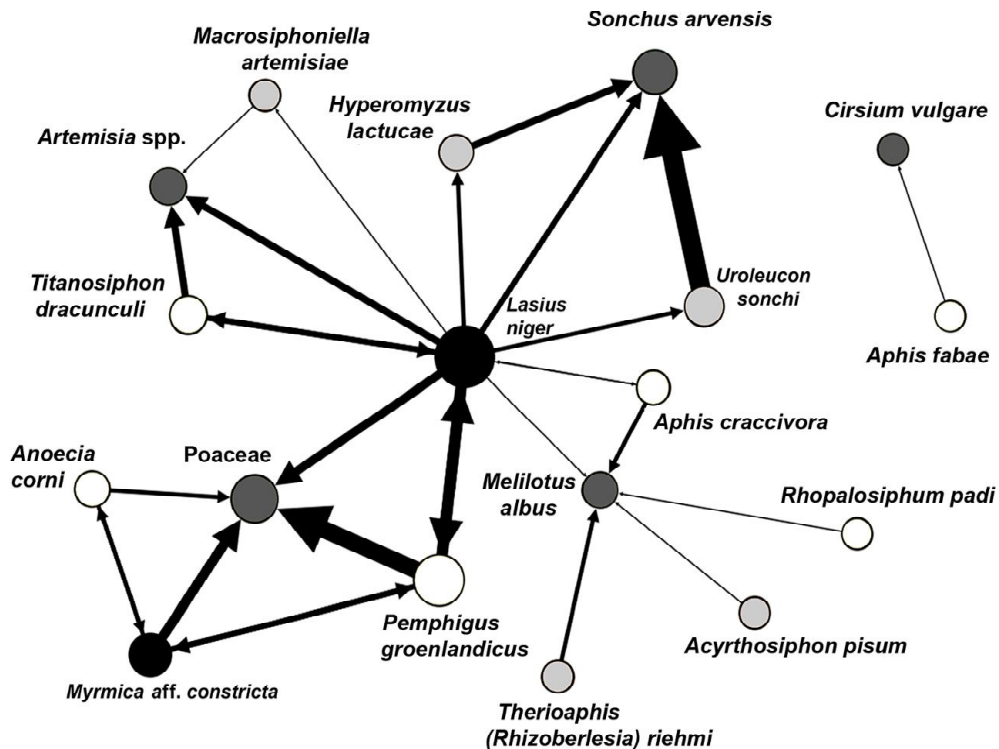 Sonchus arvensis
Macrosiphoniella
artemisiae
Hyperomyzus
lactucae
Cirsium vulgare
Artemisia spp.
Titanosiphon
dracunculi
Lasius
niger
Uroleucon
sonchi
Aphis fabae
Aphis craccivora
Anoecia
corni
Poaceae
Melilotus
albus
Rhopalosiphum padi
Pemphigus
groenlandicus
Acyrthosiphon pisum
Myrmica aff. constricta
Therioaphis
(Rhizoberlesia) riehmi